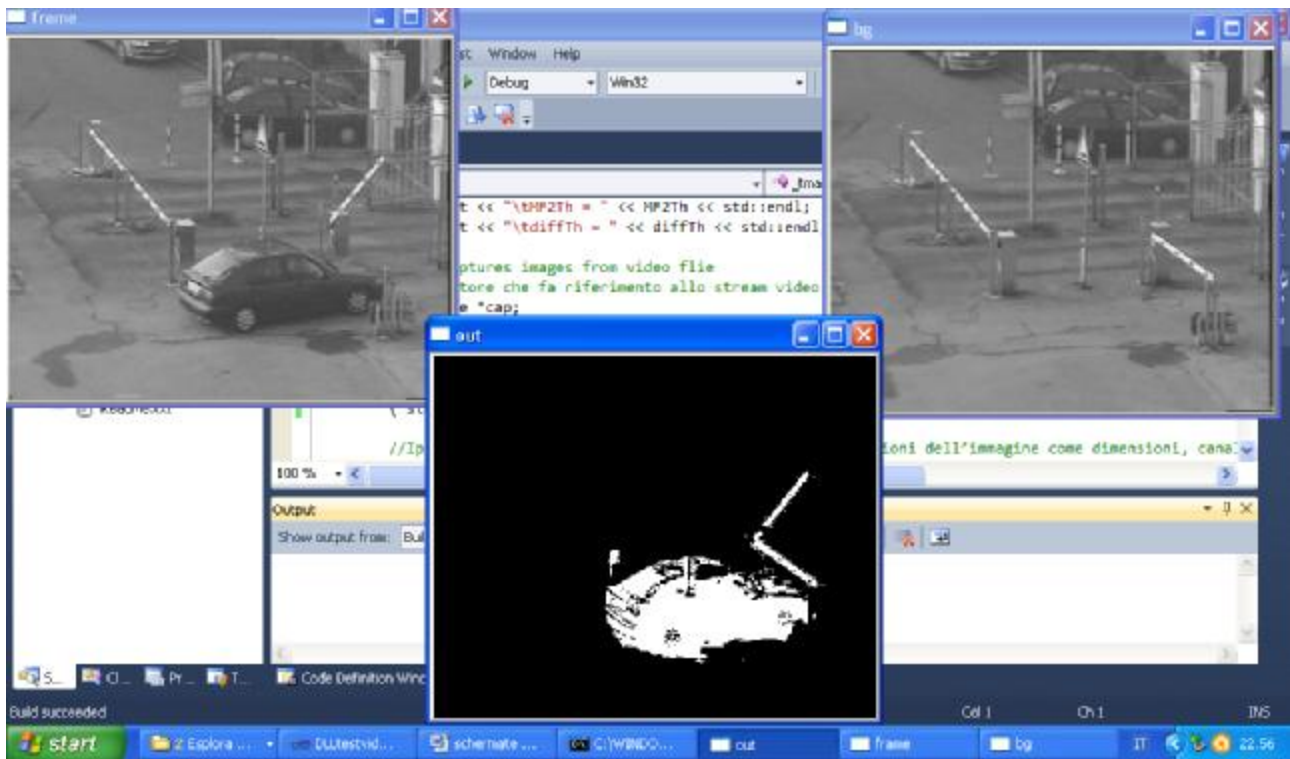 frame
bg
Window Help
Debug
Win32
t << "\tMP2Th = " << MP2Th << std::endl;
t << "\tdiffTh = " << diffTh << std::endl
ptures images from video flie
tore che fa riferimento allo stream video
e *cap;
out
//Ip
ioni dell'immagine come dimensioni, cana
100 %
Output
Show output from: Bui
S...
Cl...
Pr...
T...
Code Definition Wind
Build succeeded
Col 1
Ch 1
INS
start
2 Esplora ...
schermate ...
C:\WINDO...
out
frame
bg
IT
22.56